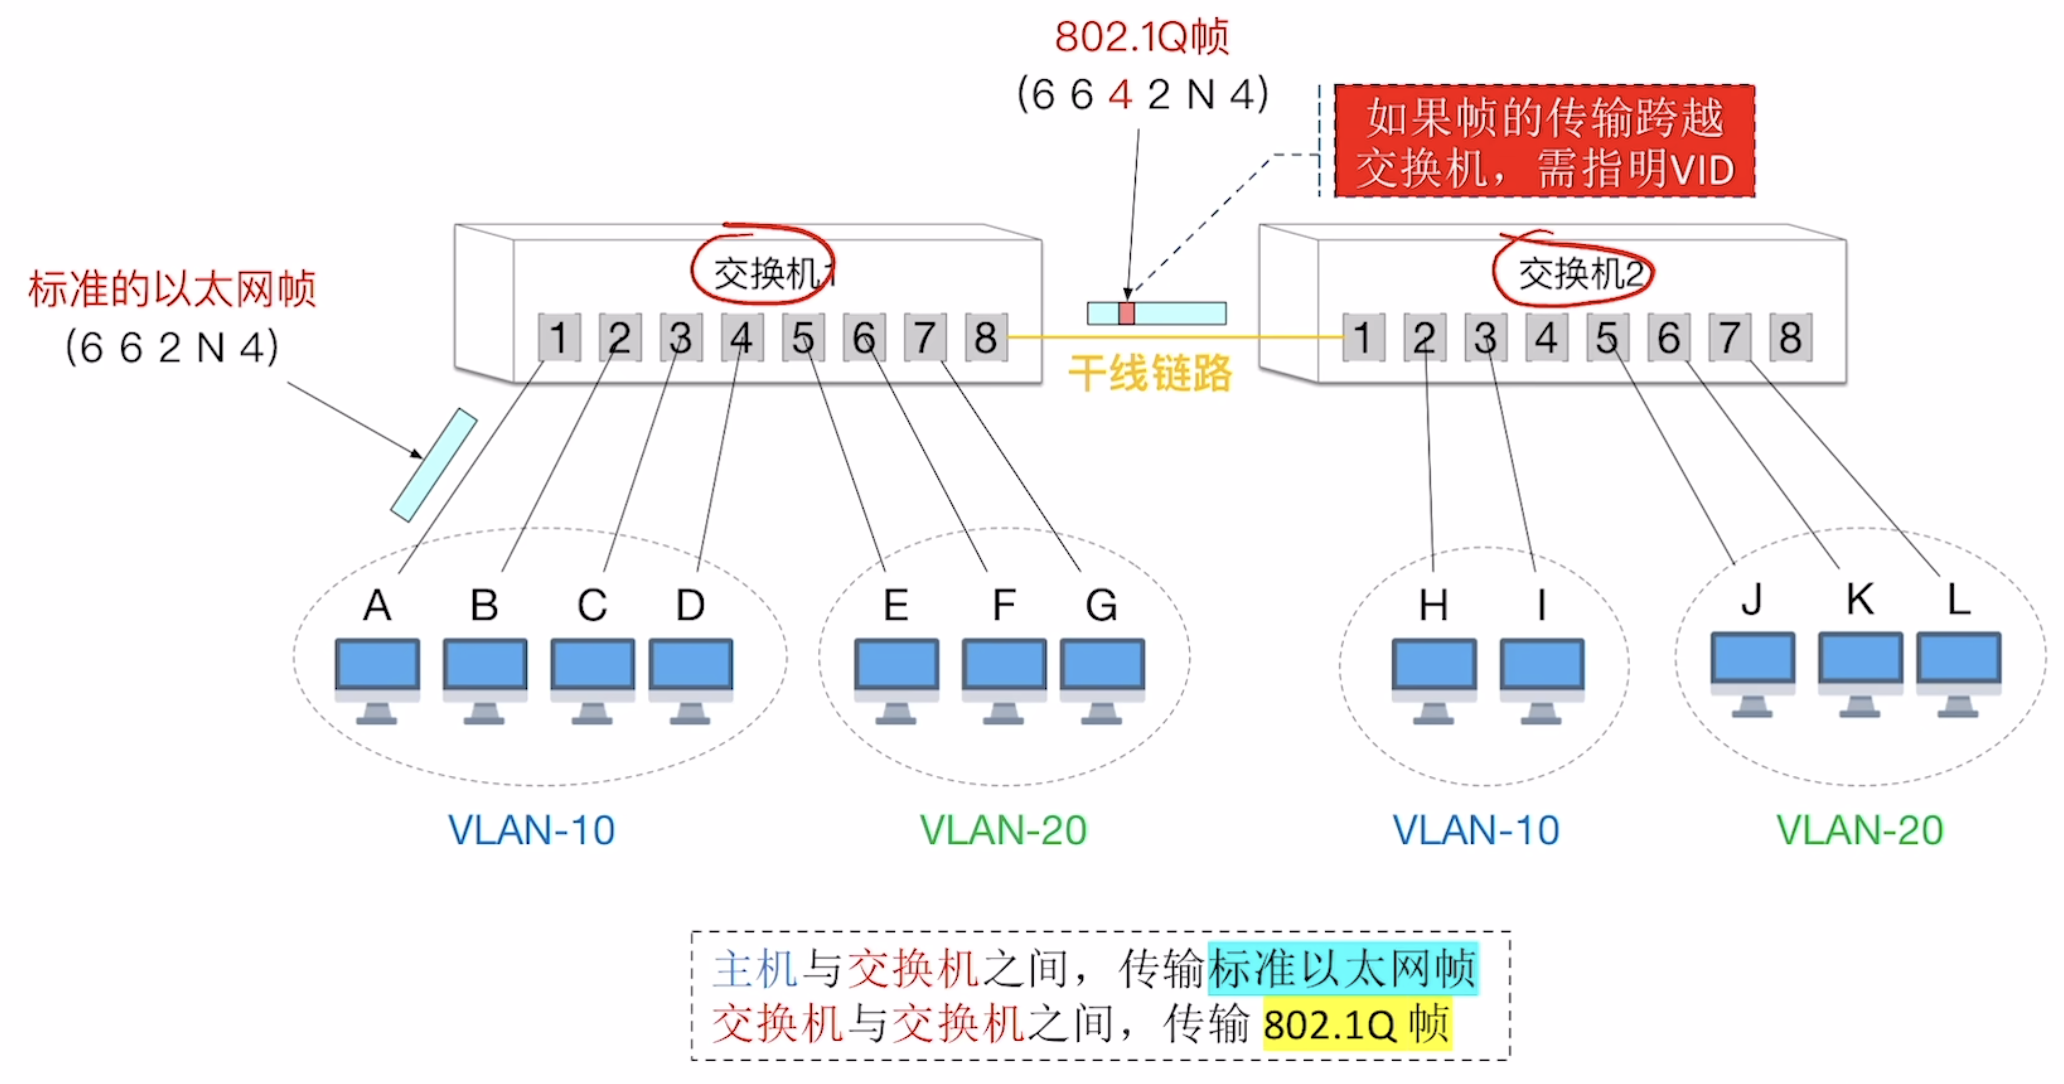 802.1Q帧
(6 6 4 2 N 4)
如果帧的传输跨越
交换机，需指明VID
标准的以太网帧
(6 6 2 N 4)
交换机1
1 2 3 4 5 6 7 8
干线链路
交换机2
1 2 3 4 5 6 7 8
A B C D
E F G
H I
J K L
VLAN-10
VLAN-20
VLAN-10
VLAN-20
主机与交换机之间，传输标准以太网帧
交换机与交换机之间，传输 802.1Q 帧